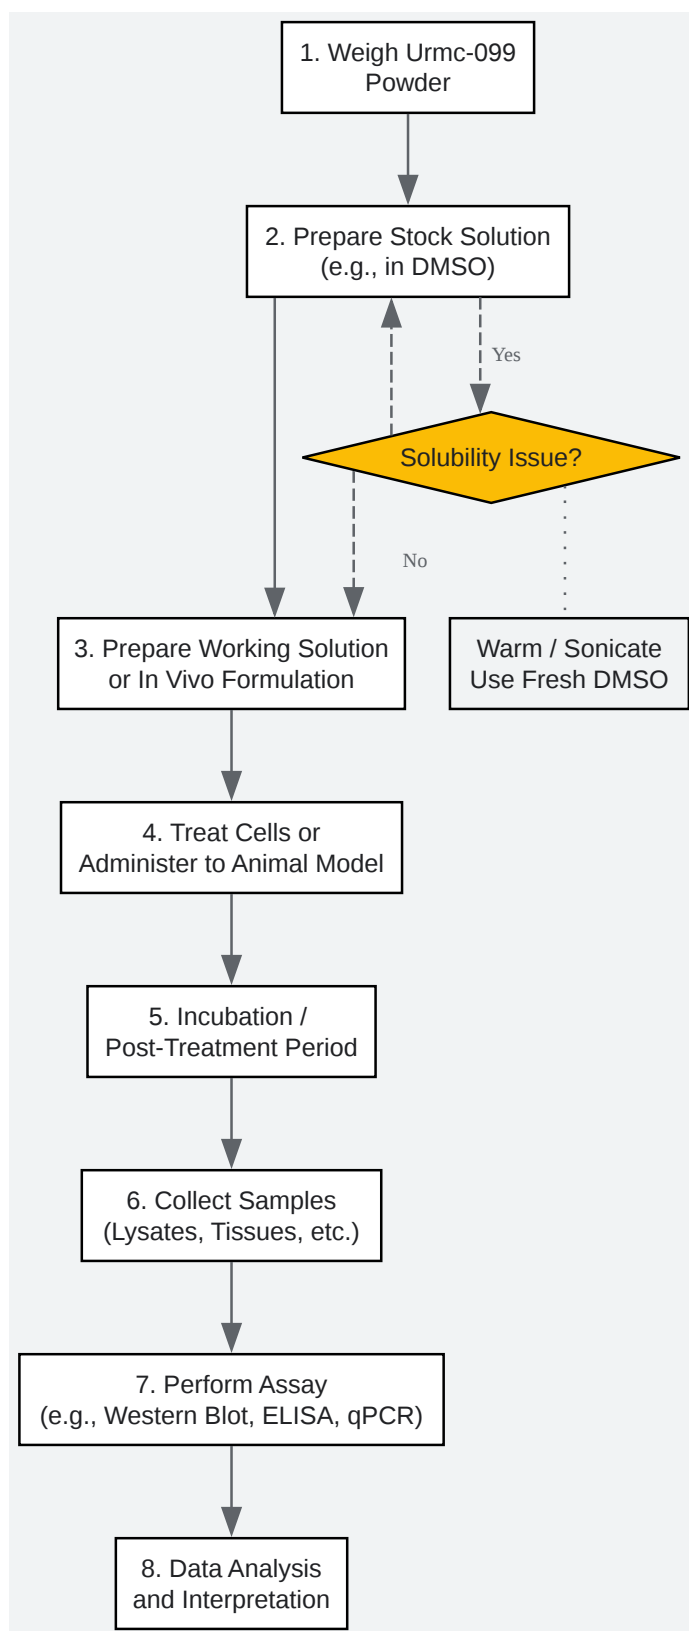 1. Weigh Urmc-099
Powder
2. Prepare Stock Solution
(e.g., in DMSO)
Yes
Solubility Issue?
No
3. Prepare Working Solution
or In Vivo Formulation
Warm / Sonicate
Use Fresh DMSO
4. Treat Cells or
Administer to Animal Model
5. Incubation /
Post-Treatment Period
6. Collect Samples
(Lysates, Tissues, etc.)
7. Perform Assay
(e.g., Western Blot, ELISA, qPCR)
8. Data Analysis
and Interpretation